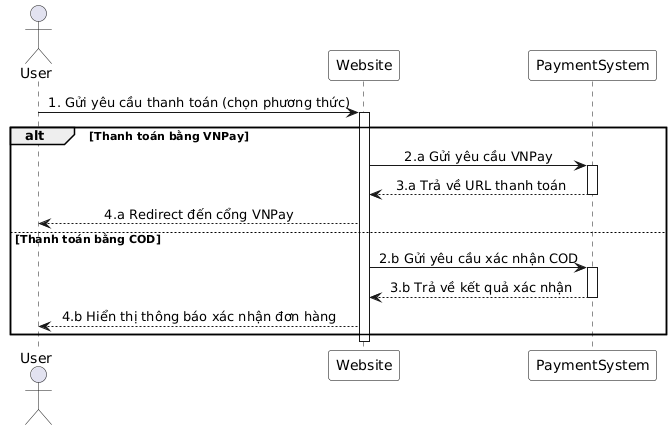 User
Website
PaymentSystem
1. Gửi yêu cầu thanh toán (chọn phương thức)
alt
[Thanh toán bằng VNPay]
2.a Gửi yêu cầu VNPay
3.a Trả về URL thanh toán
4.a Redirect đến cổng VNPay
[Thanh toán bằng COD]
2.b Gửi yêu cầu xác nhận COD
3.b Trả về kết quả xác nhận
4.b Hiển thị thông báo xác nhận đơn hàng
User
Website
PaymentSystem